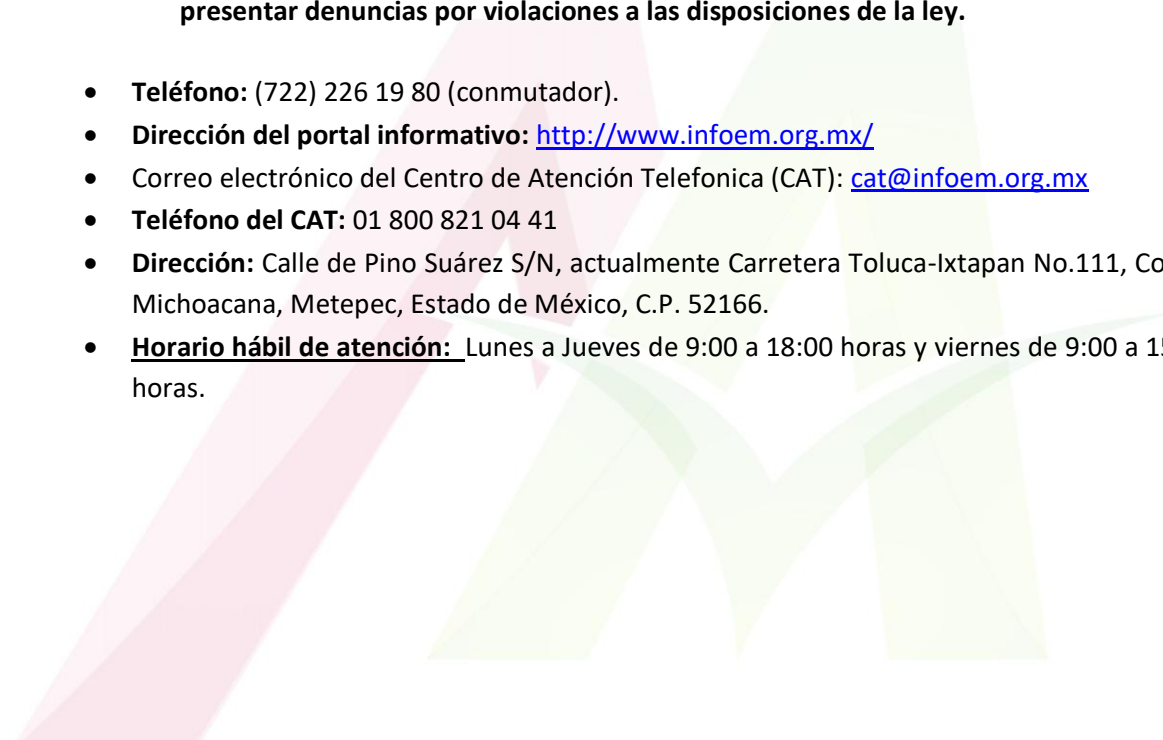 presentar denuncias por violaciones a las disposiciones de la ley.
• Teléfono: (722) 226 19 80 (conmutador).
• Dirección del portal informativo: http://www.infoem.org.mx/
• Correo electrónico del Centro de Atención Telefonica (CAT): cat@infoem.org.mx
• Teléfono del CAT: 01 800 821 04 41
• Dirección: Calle de Pino Suárez S/N, actualmente Carretera Toluca-Ixtapan No.111,
Michoacana, Metepec, Estado de México, C.P. 52166.
• Horario hábil de atención: Lunes a Jueves de 9:00 a 18:00 horas y viernes de 9:00 a
horas.